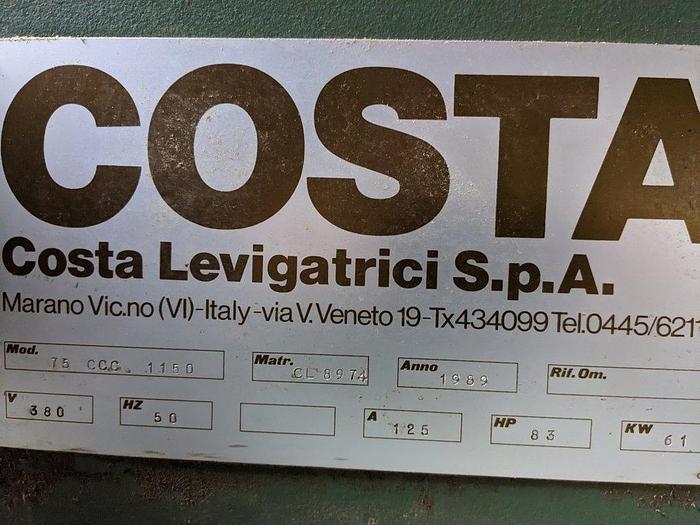 COSTA
Costa Levigatrici S.p.A.
Marano Vic.no (VI)-Italy-via V. Veneto 19-Tx434099 Tel.0445/621
Mod. 75 CCC 1150 Matr. CL 8974 Anno 1989 Rif. Om.
V 380 HZ 50 A 125 HP 83 KW 61